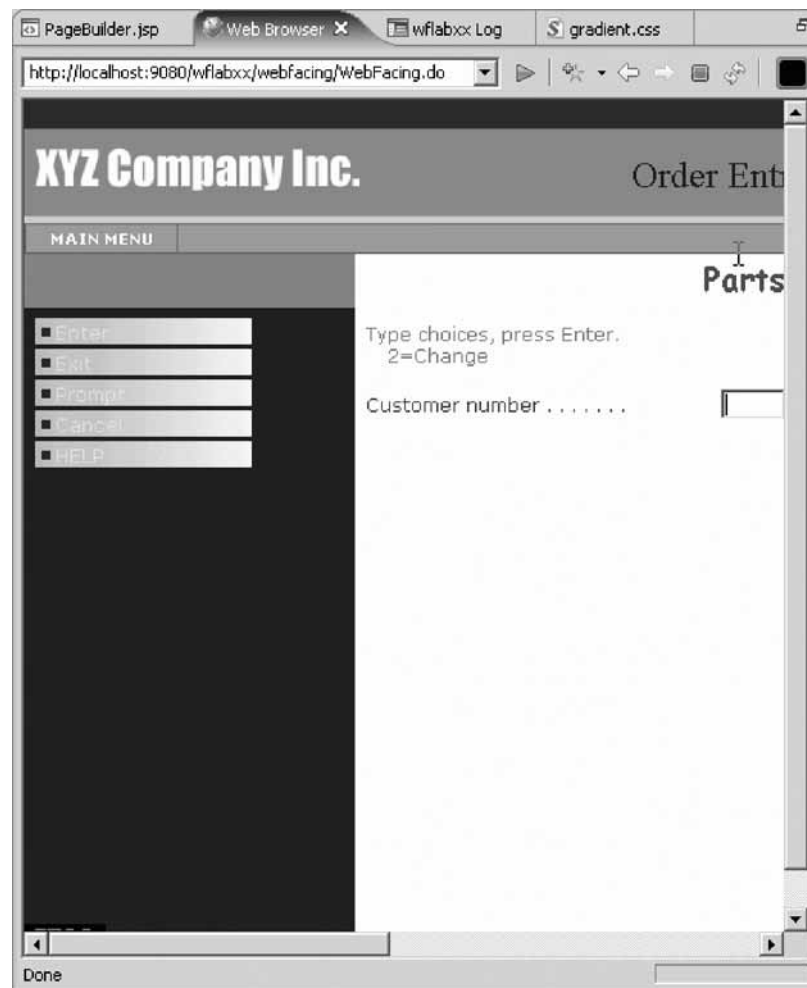 PageBuilder.jsp
Web Browser
wflabxx Log
gradient.css
http://localhost:9080/wflabxx/webfacing/WebFacing.do
XYZ Company Inc.
Order Ent
MAIN MENU
Parts
Enter
Exit
Prompt
Cancel
HELP
Type choices, press Enter.
2=Change
Customer number . . . . . . .
Done